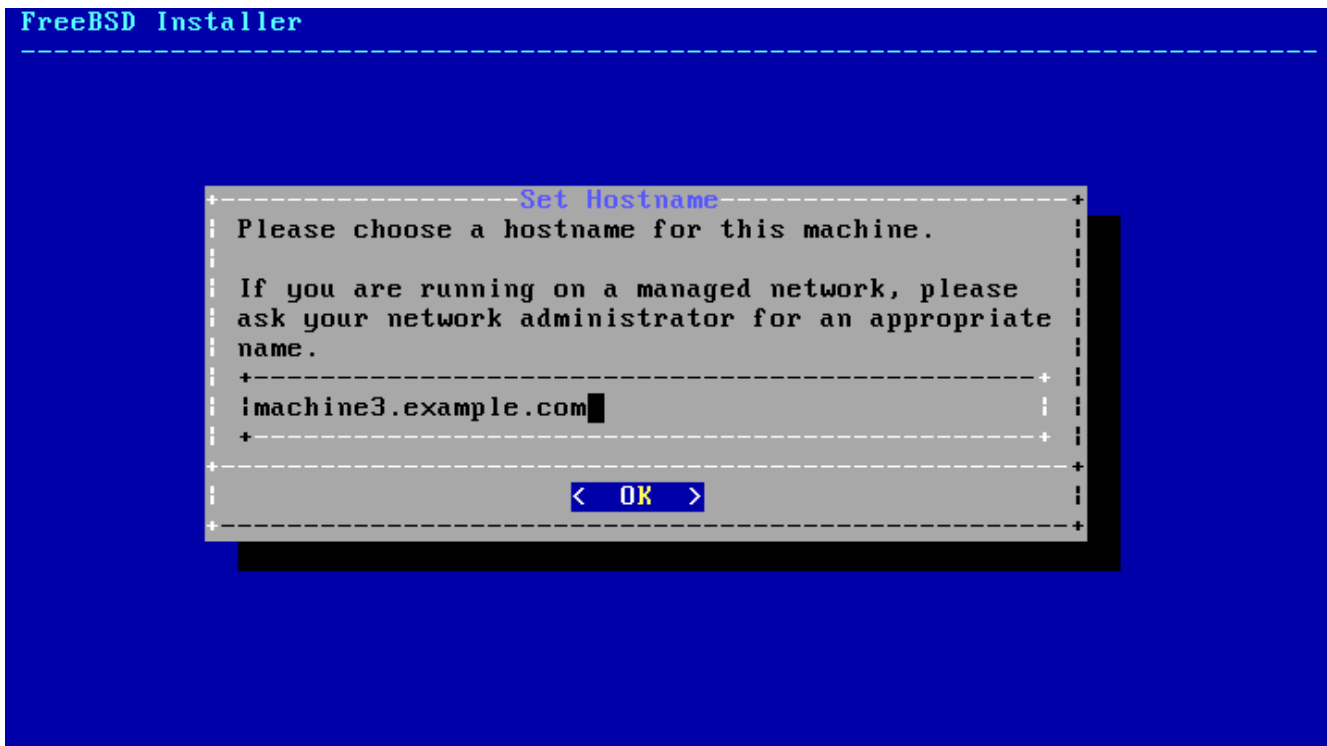 FreeBSD Installer
Set Hostname
Please choose a hostname for this machine.
If you are running on a managed network, please
ask your network administrator for an appropriate
name.
machine3.example.com
< OK >